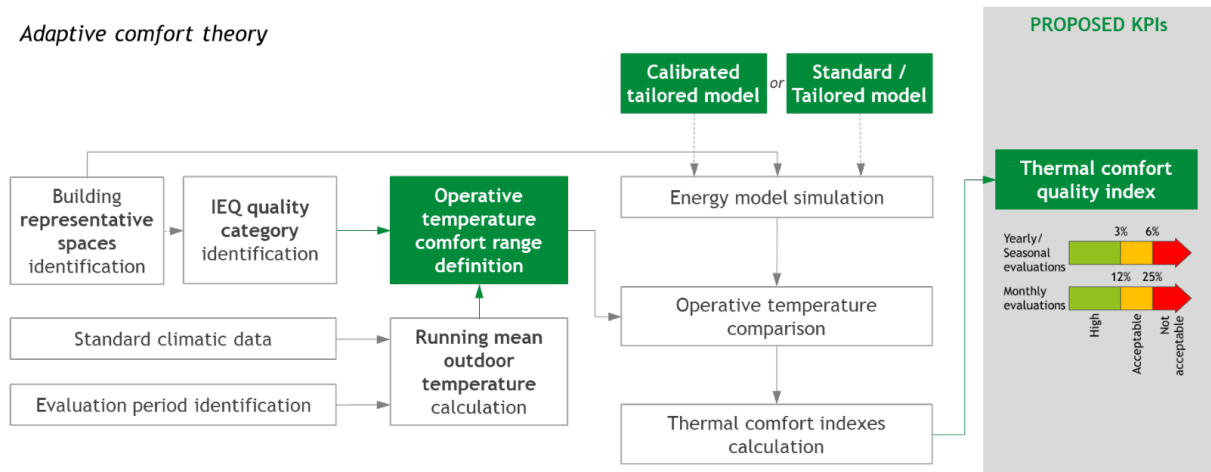 Adaptive comfort theory
PROPOSED KPIs
Calibrated
tailored model
or
Standard /
Tailored model
Building
representative
spaces
identification
IEQ quality
category
identification
Operative
temperature
comfort range
definition
Energy model simulation
Thermal comfort
quality index
Yearly/
Seasonal
evaluations
3% 6%
Monthly
evaluations
12% 25%
High
Acceptable
Not
acceptable
Operative temperature
comparison
Standard climatic data
Running mean
outdoor
temperature
calculation
Evaluation period identification
Thermal comfort indexes
calculation